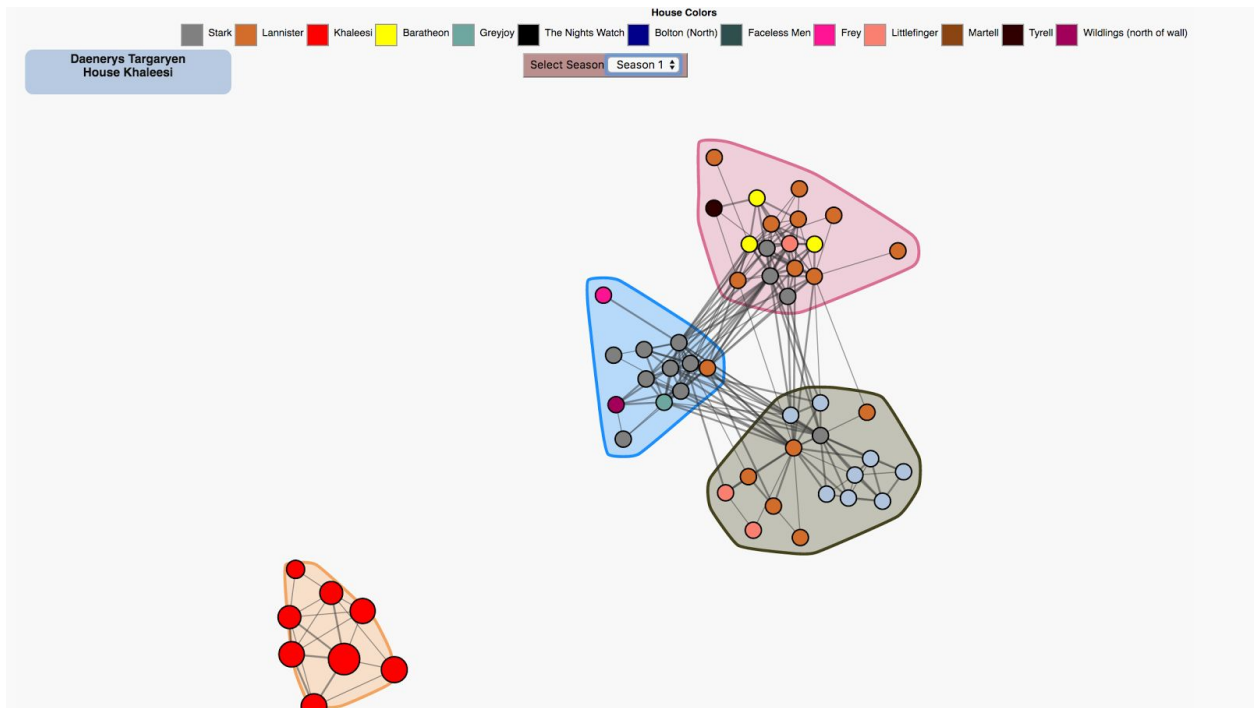 House Colors
Stark Lannister Khaleesi Baratheon Greyjoy The Nights Watch Bolton (North) Faceless Men Frey Littlefinger Martell Tyrell Wildlings (north of wall)
Daenerys Targaryen
House Khaleesi
Select Season Season 1